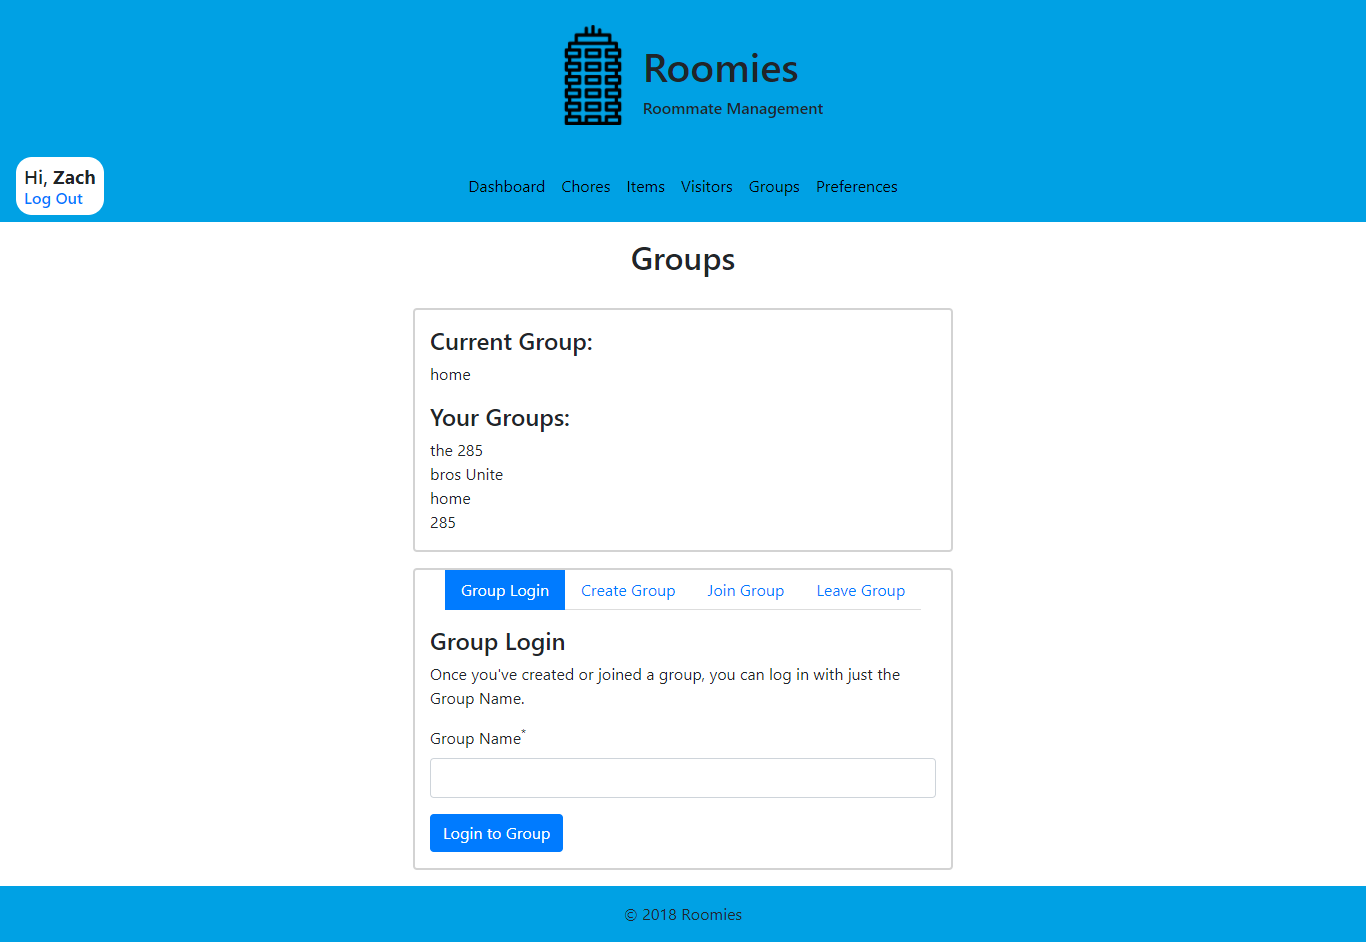 Roomies
Roommate Management
Hi, Zach
Log Out
Dashboard Chores Items Visitors Groups Preferences
Groups
Current Group:
home
Your Groups:
the 285
bros Unite
home
285
Group Login Create Group Join Group Leave Group
Group Login
Once you've created or joined a group, you can log in with just the
Group Name.
Group Name*
Login to Group
© 2018 Roomies